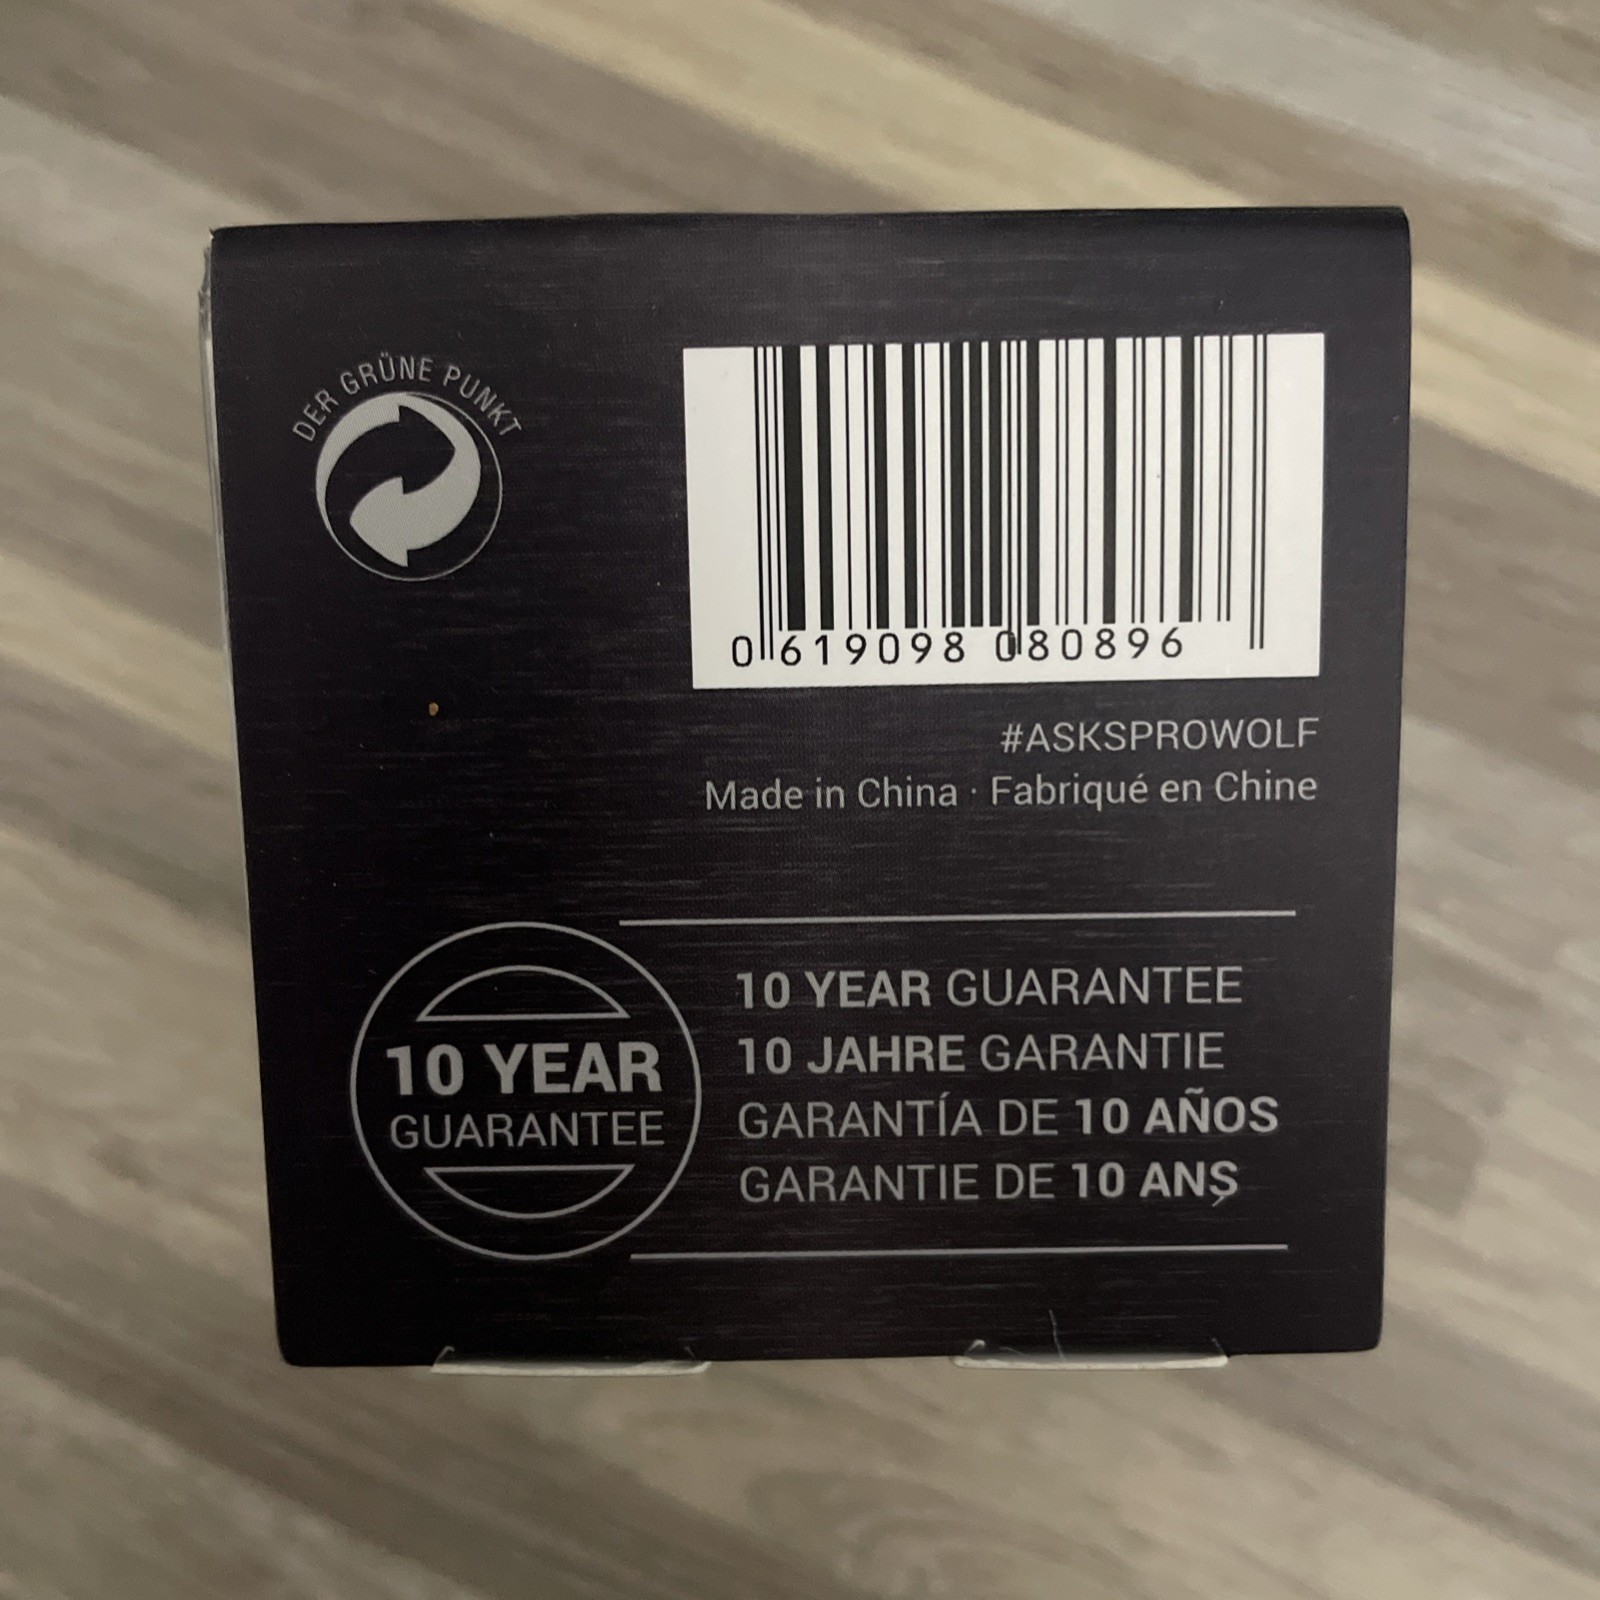 DER GRÜNE PUNKT
0 619098 080896
#ASKSPROWOLF
Made in China · Fabriqué en Chine
10 YEAR
GUARANTEE
10 YEAR GUARANTEE
10 JAHRE GARANTIE
GARANTÍA DE 10 AÑOS
GARANTIE DE 10 ANS